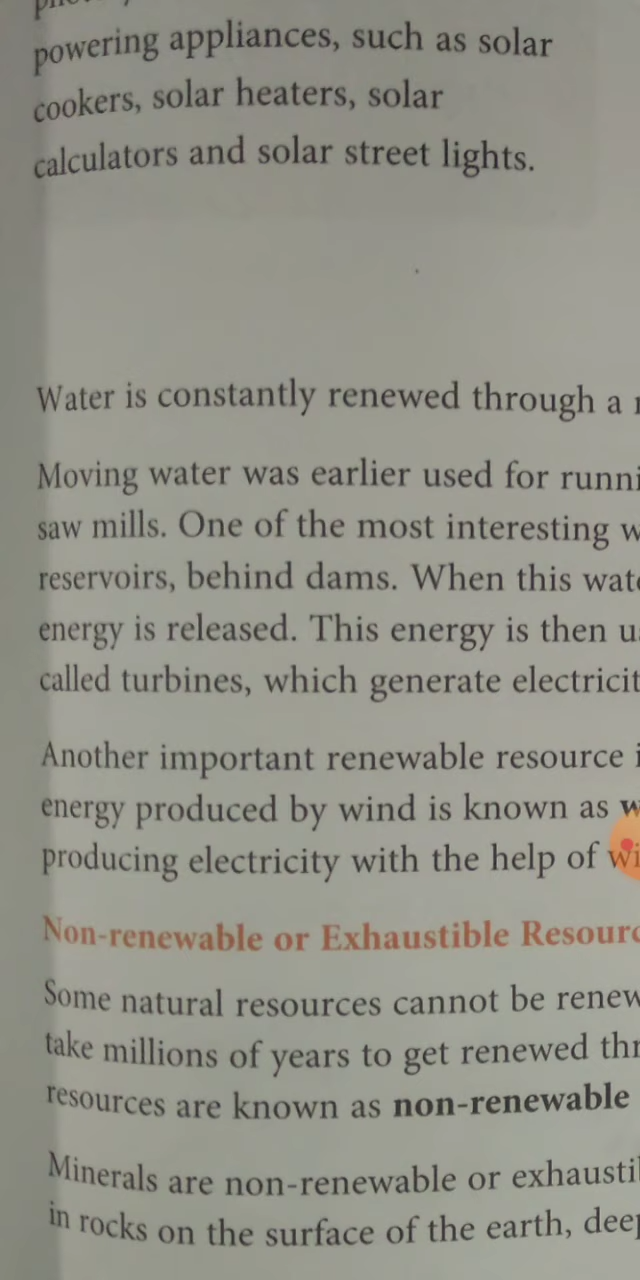 powering appliances, such as solar
cookers, solar heaters, solar
calculators and solar street lights.
Water is constantly renewed through a
Moving water was earlier used for
saw mills. One of the most interesting
reservoirs, behind dams. When this
energy is released. This energy is then
called turbines, which generate
Another important renewable resource
energy produced by wind is known as
producing electricity with the help of
Non-renewable or Exhaustible
Some natural resources cannot be
take millions of years to get renewed
resources are known as non-renewable
Minerals are non-renewable or
in rocks on the surface of the earth,